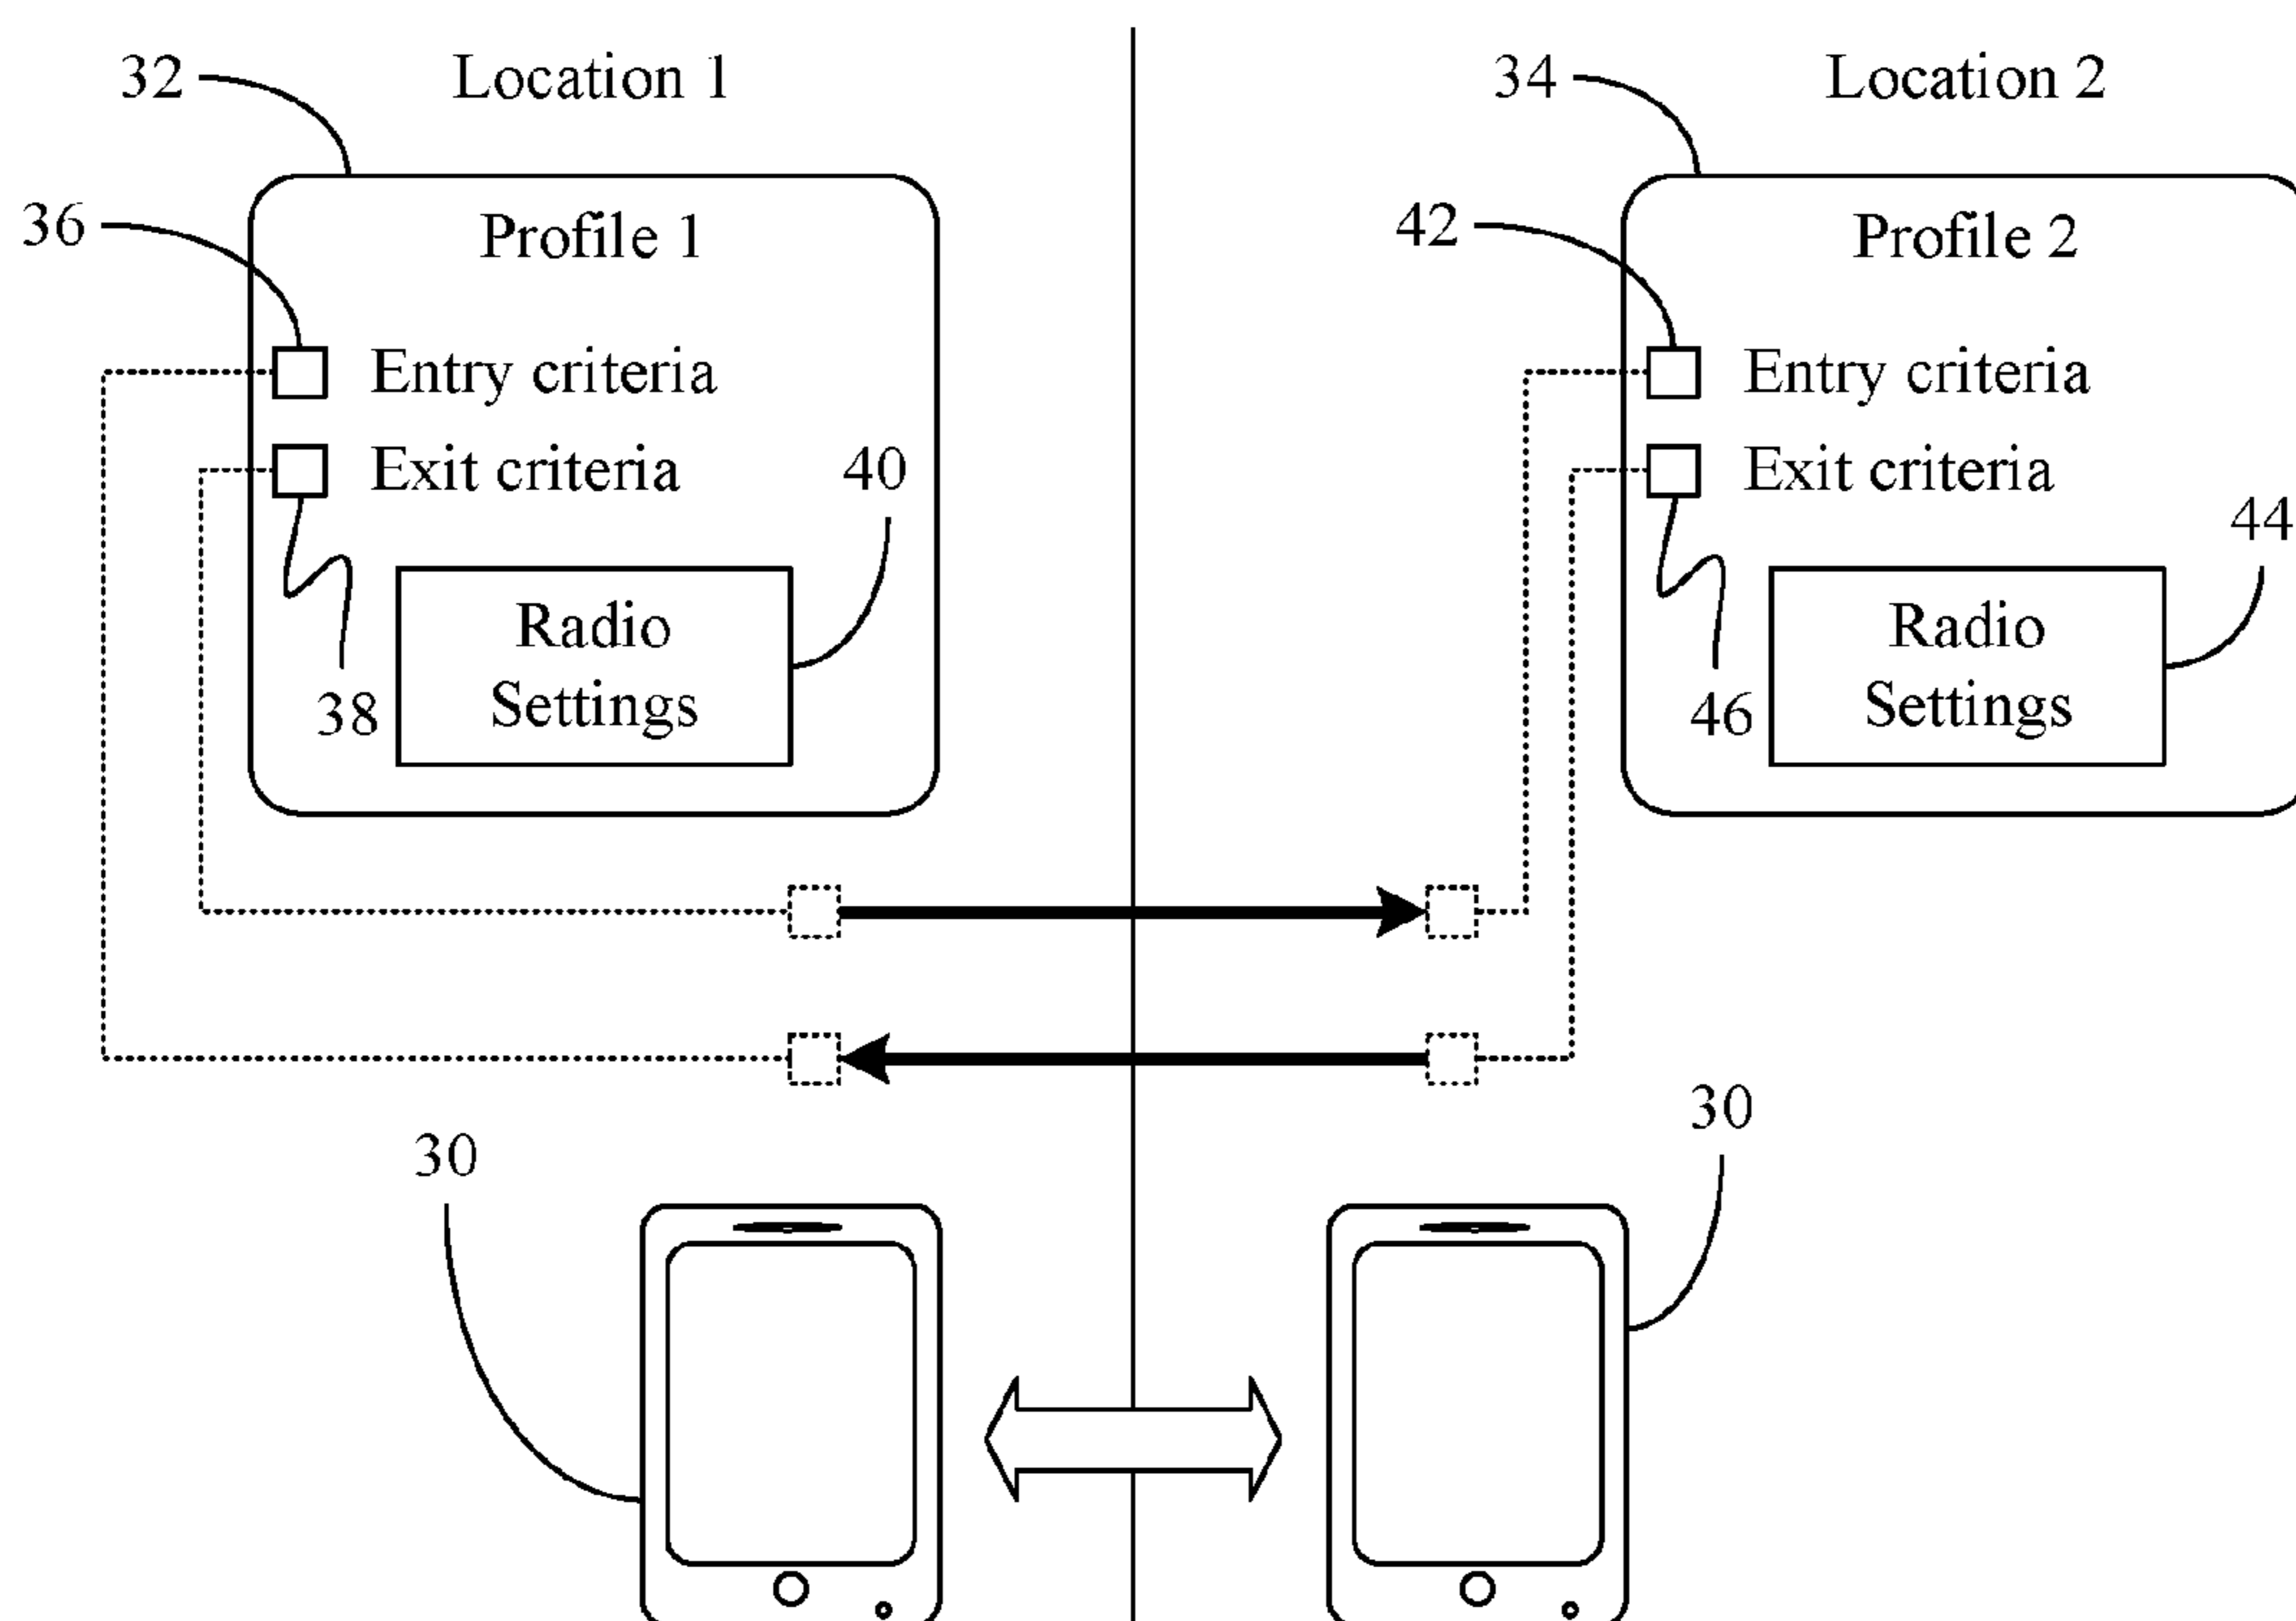 32
Location 1
34
Location 2
36
Profile 1
42
Profile 2
Entry criteria
Entry criteria
Exit criteria
40
Exit criteria
44
Radio
Settings
Radio
Settings
38
46
30
30